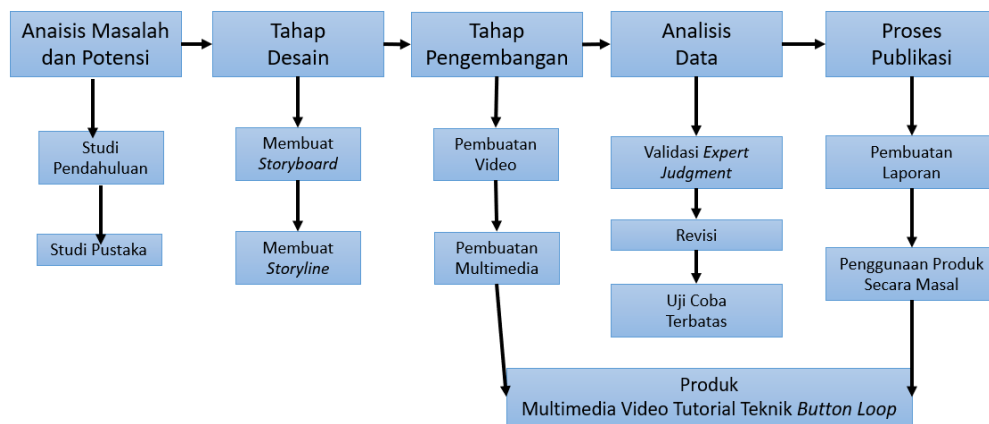 Anaisis Masalah
dan Potensi
Tahap
Desain
Tahap
Pengembangan
Analisis
Data
Proses
Publikasi
Studi
Pendahuluan
Studi Pustaka
Membuat
Storyboard
Membuat
Storyline
Pembuatan
Video
Pembuatan
Multimedia
Validasi Expert
Judgment
Revisi
Uji Coba
Terbatas
Pembuatan
Laporan
Penggunaan Produk
Secara Masal
Produk
Multimedia Video Tutorial Teknik Button Loop